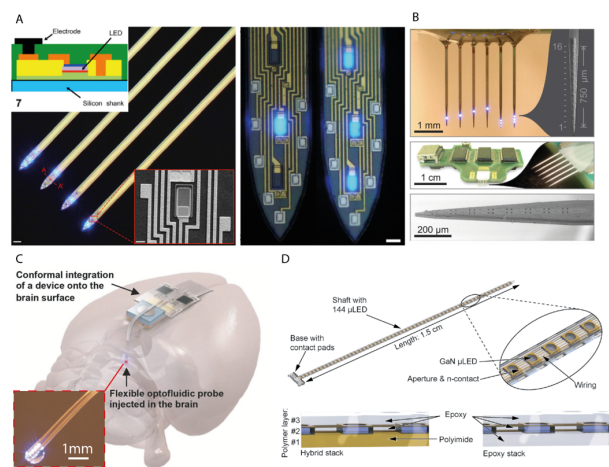 A
Electrode
LED
Silicon shank
7
A
A'
B
16
750 µm
1
1 mm
1 cm
200 µm
C
Conformal integration
of a device onto the
brain surface
Flexible optofluidic probe
injected in the brain
1mm
D
Shaft with
144 µLED
Length: 1.5 cm
Base with
contact pads
GaN µLED
Aperture & n-contact
Wiring
Polymer layer:
#3
#2
#1
Epoxy
Polyimide
Hybrid stack
Epoxy stack